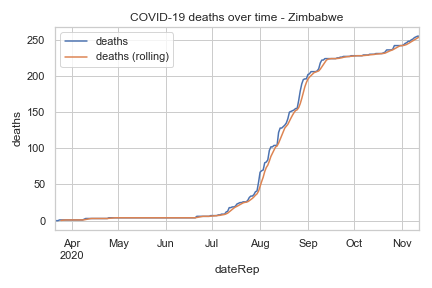 COVID-19 deaths over time - Zimbabwe
deaths
deaths (rolling)
250
200
150
100
50
0
deaths
Apr
2020
May
Jun
Jul
Aug
Sep
Oct
Nov
dateRep